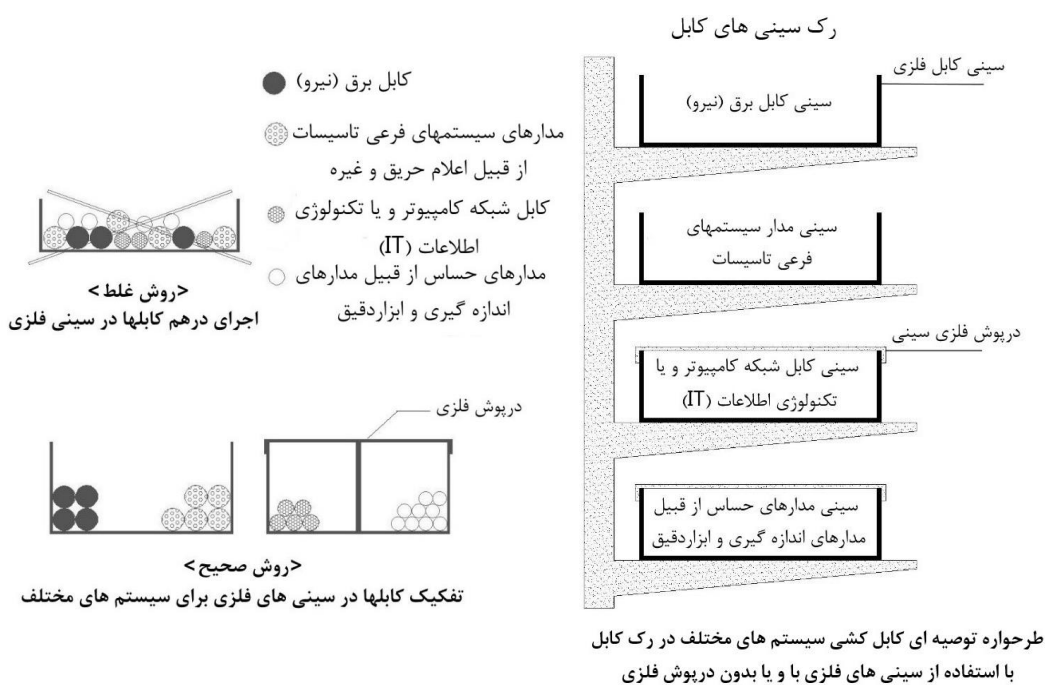 رک سینی های کابل
سینی کابل فلزی
سینی کابل برق (نیرو)
سینی مدار سیستمهای
فرعی تاسیسات
درپوش فلزی سینی
سینی کابل شبکه کامپیوتر و یا
تکنولوژی اطلاعات (IT)
سینی مدارهای حساس از قبیل
مدارهای اندازه گیری و ابزاردقیق
طرحواره توصیه ای کابل کشی سیستم های مختلف در رک کابل
با استفاده از سینی های فلزی با و یا بدون درپوش فلزی
کابل برق (نیرو)
مدارهای سیستمهای فرعی تاسیسات
از قبیل اعلام حریق و غیره
کابل شبکه کامپیوتر و یا تکنولوژی
اطلاعات (IT)
مدارهای حساس از قبیل مدارهای
اندازه گیری و ابزاردقیق
<روش غلط>
اجرای درهم کابلها در سینی فلزی
درپوش فلزی
<روش صحیح>
تفکیک کابلها در سینی های فلزی برای سیستم های مختلف